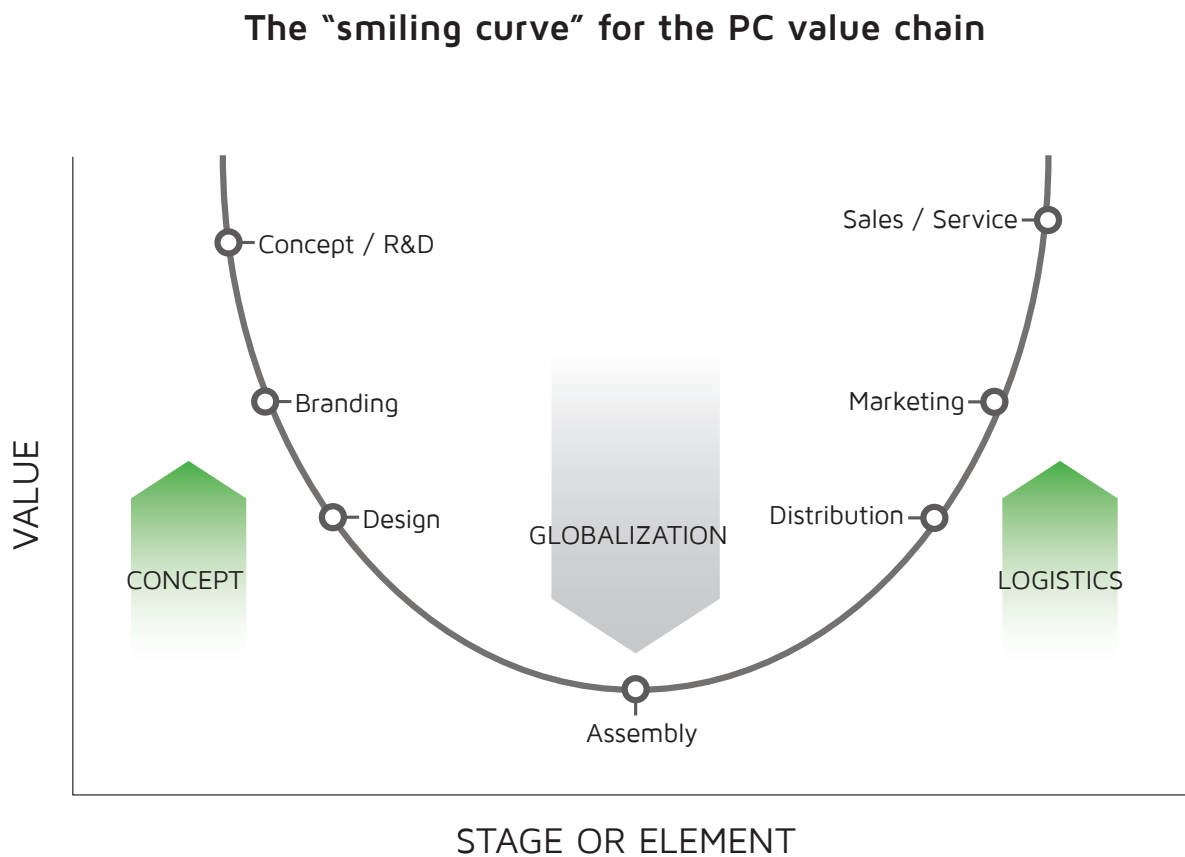 The “smiling curve” for the PC value chain
Sales / Service
Concept / R&D
Branding
Marketing
Design
Distribution
GLOBALIZATION
VALUE
CONCEPT
LOGISTICS
Assembly
STAGE OR ELEMENT